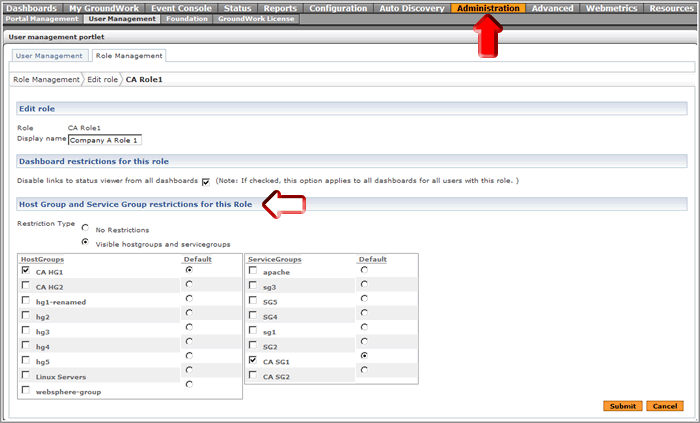 Dashboards My GroundWork Event Console Status Reports Configuration Auto Discovery Administration Advanced Webmetrics Resources
Portal Management User Management Foundation GroundWork License
User management portlet
User Management Role Management
Role Management Edit role CA Role1
Edit role
Role CA Role1
Display name Company A Role 1
Dashboard restrictions for this role
Disable links to status viewer from all dashboards (Note: If checked, this option applies to all dashboards for all users with this role. )
Host Group and Service Group restrictions for this Role
Restriction Type No Restrictions
Visible hostgroups and servicegroups
HostGroups Default ServiceGroups Default
CA HG1 apache
CA HG2 sg3
hg1-renamed SG5
hg2 SG4
hg3 sg1
hg4 SG2
hg5 CA SG1
Linux Servers CA SG2
websphere-group
Submit Cancel